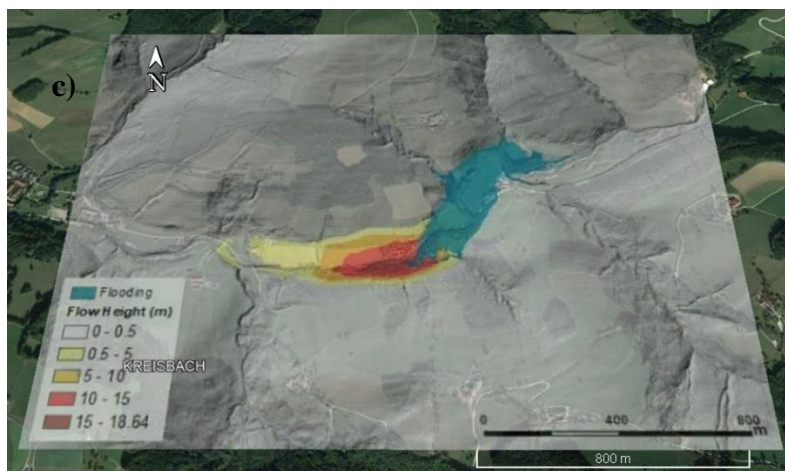 N
c)
Flooding
Flow Height (m)
0 - 0.5
0.5 - 5
5 - 10
10 - 15
15 - 18.64
KREISBACH
0 400 800
m
800 m